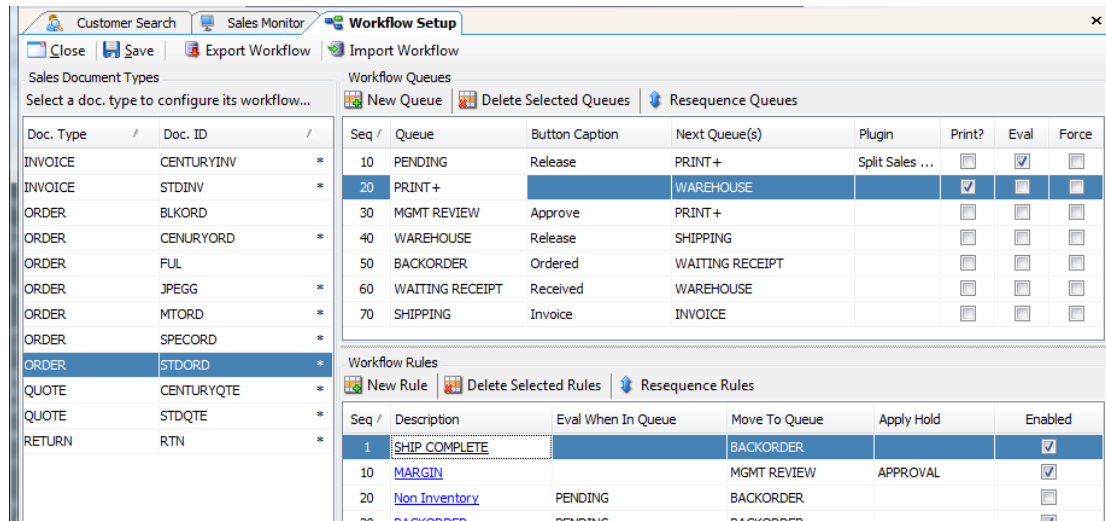 Customer Search Sales Monitor Workflow Setup
Close Save Export Workflow Import Workflow
Sales Document Types
Select a doc. type to configure its workflow...
Doc. Type Doc. ID
INVOICE CENTURYINV *
INVOICE STDINV *
ORDER BLKORD
ORDER CENURYORD *
ORDER FUL
ORDER JPEGG *
ORDER MTORD *
ORDER SPECORD *
ORDER STDORD *
QUOTE CENTURYQTE *
QUOTE STDQTE *
RETURN RTN *
Workflow Queues
New Queue Delete Selected Queues Resequence Queues
Seq Queue Button Caption Next Queue(s) Plugin Print? Eval Force
10 PENDING Release PRINT+ Split Sales ...
20 PRINT+ WAREHOUSE
30 MGMT REVIEW Approve PRINT+
40 WAREHOUSE Release SHIPPING
50 BACKORDER Ordered WAITING RECEIPT
60 WAITING RECEIPT Received WAREHOUSE
70 SHIPPING Invoice INVOICE
Workflow Rules
New Rule Delete Selected Rules Resequence Rules
Seq Description Eval When In Queue Move To Queue Apply Hold Enabled
1 SHIP COMPLETE BACKORDER
10 MARGIN MGMT REVIEW APPROVAL
20 Non Inventory PENDING BACKORDER
BACKORDER PENDING BACKORDER